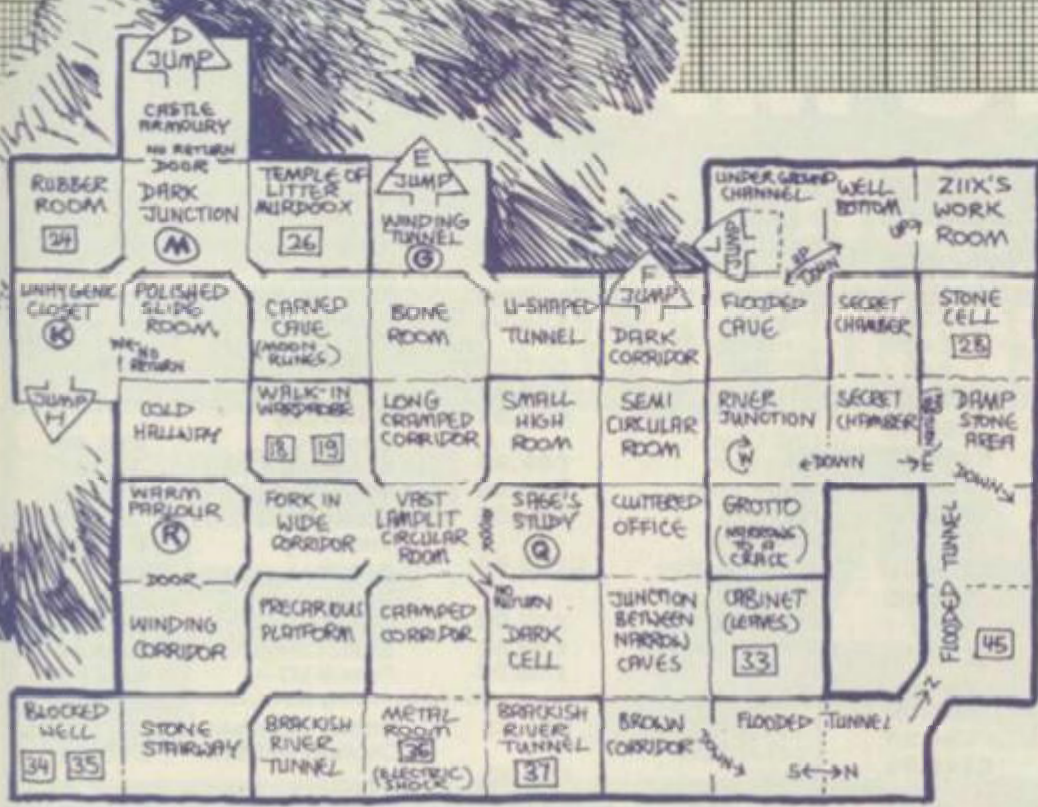 D
JUMP
CASTLE
ARMOURY
NO RETURN
DOOR
RUBBER
ROOM
24
DARK
JUNCTION
M
TEMPLE OF
LITTER
MURDOOX
26
E
JUMP
WINDING
TUNNEL
G
UNDER GROUND
CHANNEL
JUMP
UP
DOWN
WELL
BOTTOM
UP
ZIIX'S
WORK
ROOM
UNHYGENIC
CLOSET
K
JUMP
H
POLISHED
SLIDE
ROOM
NO
RETURN
CARVED
CAVE
(MOON
RUNES)
BONE
ROOM
U-SHAPED
TUNNEL
F
JUMP
DARK
CORRIDOR
FLOODED
CAVE
SECRET
CHAMBER
STONE
CELL
28
COLD
HALLWAY
WALK-IN
WARDROBE
18 19
LONG
CRAMPED
CORRIDOR
SMALL
HIGH
ROOM
SEMI
CIRCULAR
ROOM
RIVER
JUNCTION
W
DOWN
SECRET
CHAMBER
DAMP
STONE
AREA
DOWN
WARM
PARLOUR
R
DOOR
FORK IN
WIDE
CORRIDOR
VAST
LAMPLIT
CIRCULAR
ROOM
DOOR
SAGE'S
STUDY
Q
CLUTTERED
OFFICE
GROTTO
(NARROWS
TO A
CRACK)
FLOODED TUNNEL
45
WINDING
CORRIDOR
PRECARIOUS
PLATFORM
CRAMPED
CORRIDOR
NO
RETURN
DARK
CELL
JUNCTION
BETWEEN
NARROW
CAVES
CABINET
(LEAVES)
33
BLOCKED
WELL
34 35
STONE
STAIRWAY
BRACKISH
RIVER
TUNNEL
METAL
ROOM
36
(ELECTRIC
SHOCK)
BRACKISH
RIVER
TUNNEL
37
BROWN
CORRIDOR
DOWN
FLOODED TUNNEL
S N
N